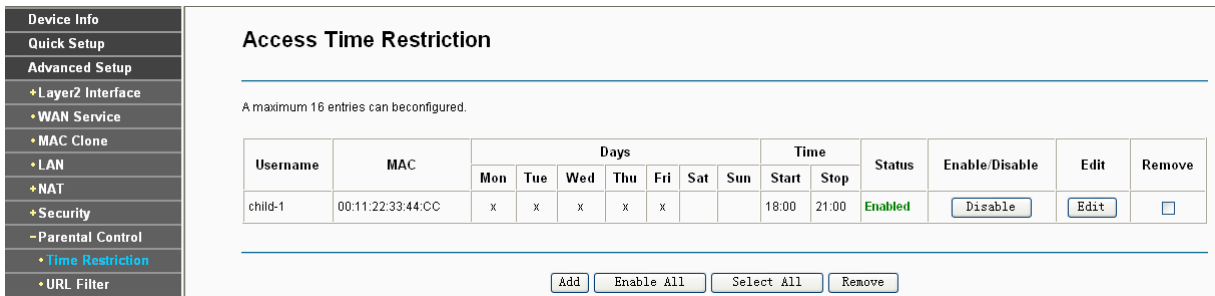 Device Info
Quick Setup
Advanced Setup
+Layer2 Interface
•WAN Service
•MAC Clone
•LAN
+NAT
+Security
-Parental Control
•Time Restriction
•URL Filter
Access Time Restriction
A maximum 16 entries can beconfigured.
Username MAC Days Time Status Enable/Disable Edit Remove
Mon Tue Wed Thu Fri Sat Sun Start Stop
child-1 00:11:22:33:44:CC x x x x x 18:00 21:00 Enabled Disable Edit
Add Enable All Select All Remove